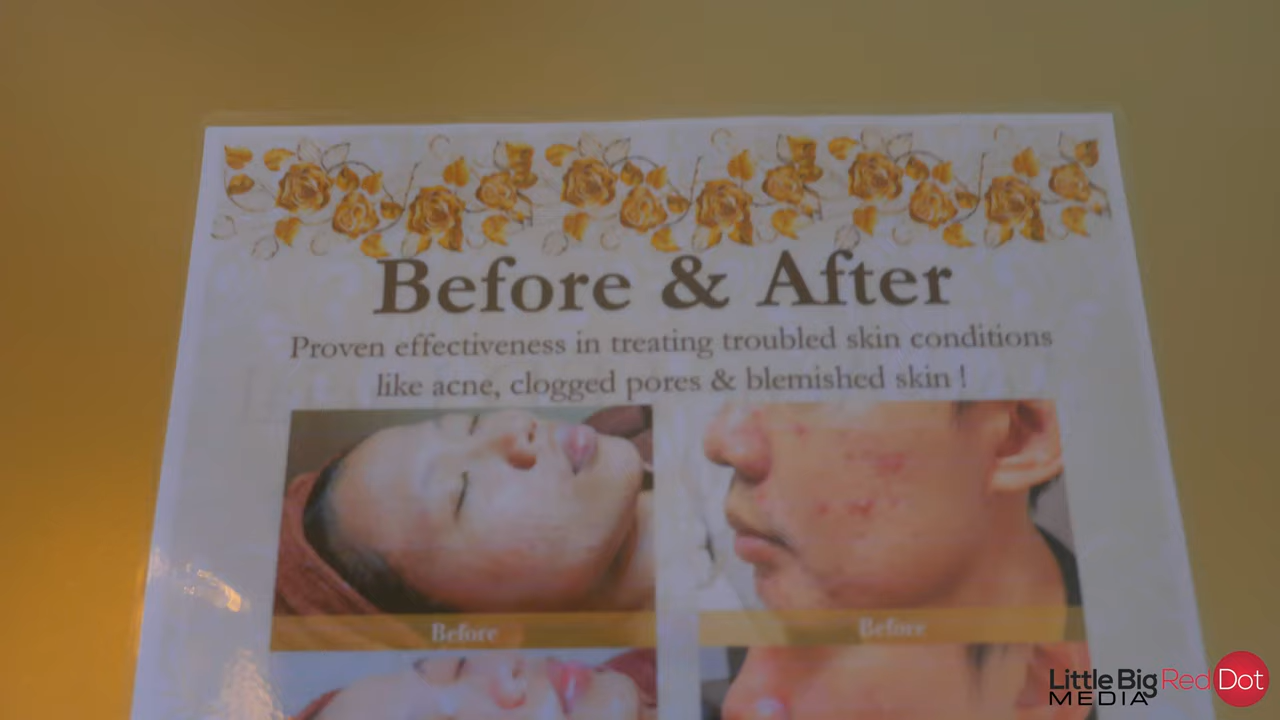 Before & After
Proven effectiveness in treating troubled skin conditions
like acne, clogged pores & blemished skin !
Before
Before
Little Big Red Dot
MEDIA